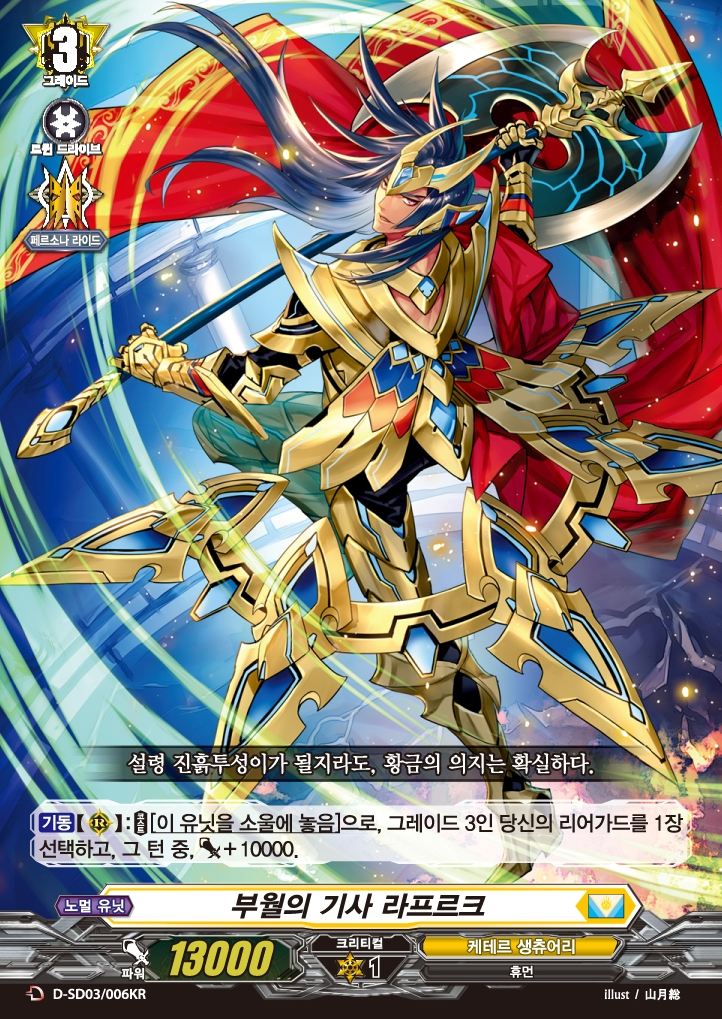 3
그레이드
트윈 드라이브
페르소나 라이드
설령 진흙투성이가 될지라도, 황금의 의지는 확실하다.
기동【R】:코스트[이 유닛을 소울에 놓음]으로, 그레이드 3인 당신의 리어가드를 1장
선택하고, 그 턴 중, +10000.
노멀 유닛
부월의 기사 라프르크
파워 13000
크리티컬
1
케테르 생츄어리
휴먼
D D-SD03/006KR
illust / 山月総